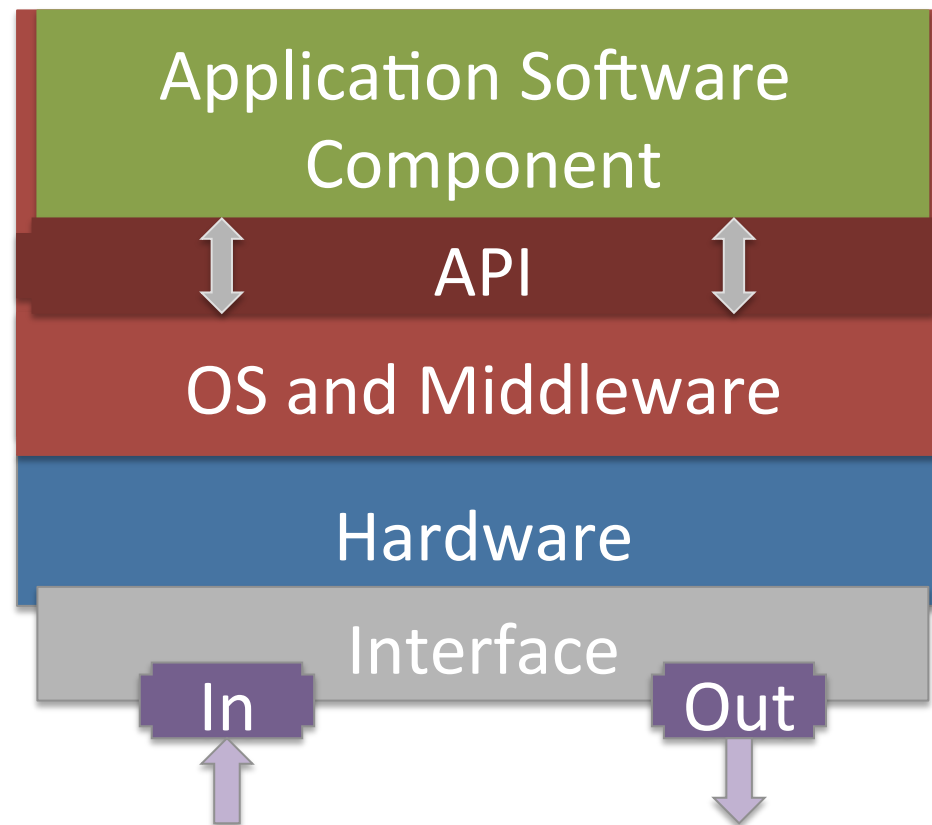 Application Software
Component
API
OS and Middleware
Hardware
Interface
In
Out